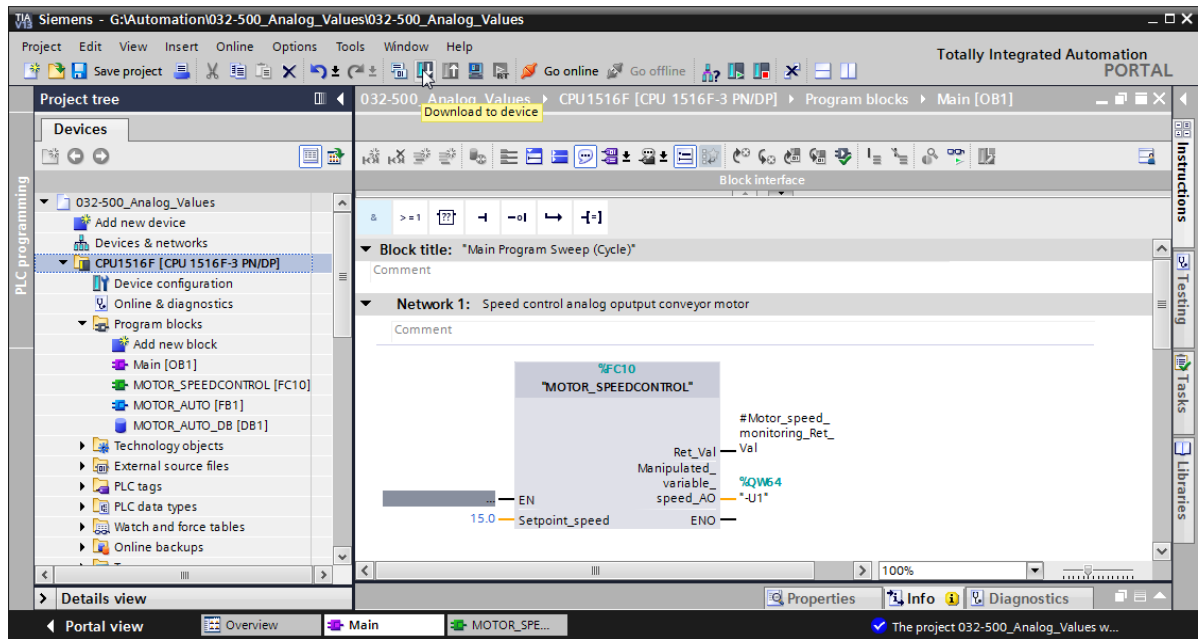 TIA
V13
Siemens - G:\Automation\032-500_Analog_Values\032-500_Analog_Values
Project Edit View Insert Online Options Tools Window Help
Totally Integrated Automation
PORTAL
Save project
Go online
Go offline
Download to device
Project tree
032-500_Analog_Values
CPU1516F [CPU 1516F-3 PN/DP]
Program blocks
Main [OB1]
Devices
PLC programming
Block interface
032-500_Analog_Values
Add new device
Devices & networks
CPU1516F [CPU 1516F-3 PN/DP]
Device configuration
Online & diagnostics
Program blocks
Add new block
Main [OB1]
MOTOR_SPEEDCONTROL [FC10]
MOTOR_AUTO [FB1]
MOTOR_AUTO_DB [DB1]
Technology objects
External source files
PLC tags
PLC data types
Watch and force tables
Online backups
Details view
& >=1 ??
Block title: "Main Program Sweep (Cycle)"
Comment
Network 1: Speed control analog oputput conveyor motor
Comment
%FC10
"MOTOR_SPEEDCONTROL"
#Motor_speed_
monitoring_Ret_
Val
Ret_Val
Manipulated_
variable_
speed_AO
%QW64
"-U1"
... EN
15.0 Setpoint_speed
ENO
100%
Properties
Info
Diagnostics
Instructions
Testing
Tasks
Libraries
Portal view
Overview
Main
MOTOR_SPE...
The project 032-500_Analog_Values w...